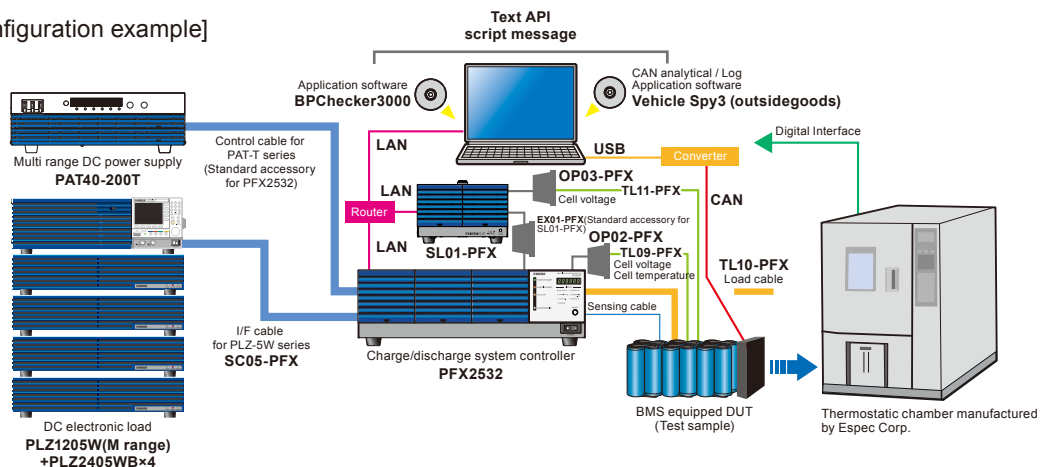 nfiguration example]
Text API
script message
Application software
BPChecker3000
CAN analytical / Log
Application software
Vehicle Spy3 (outsidegoods)
LAN
USB
Converter
Digital Interface
Control cable for
PAT-T series
(Standard accessory
for PFX2532)
Multi range DC power supply
PAT40-200T
LAN
Router
OP03-PFX
Cell voltage
TL11-PFX
CAN
EX01-PFX(Standard accessory for
SL01-PFX)
SL01-PFX
LAN
OP02-PFX
TL09-PFX
Cell voltage
Cell temperature
TL10-PFX
Load cable
Sensing cable
I/F cable
for PLZ-5W series
SC05-PFX
Charge/discharge system controller
PFX2532
BMS equipped DUT
(Test sample)
Thermostatic chamber manufactured
by Espec Corp.
DC electronic load
PLZ1205W(M range)
+PLZ2405WB×4